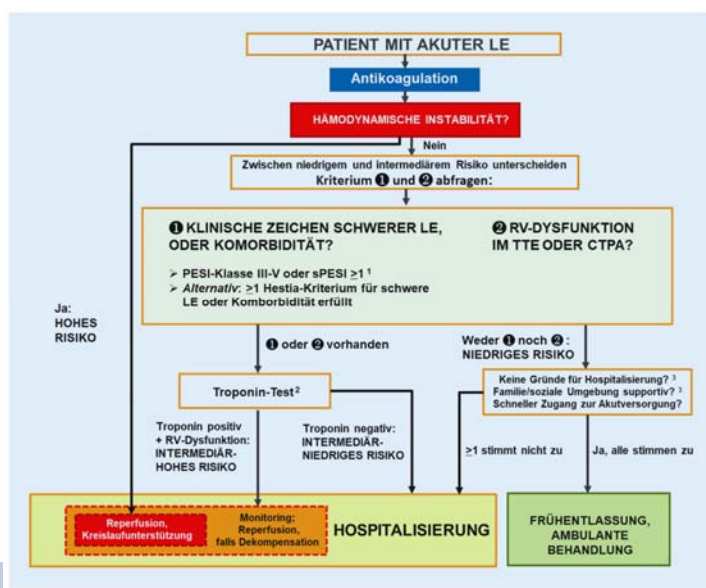 PATIENT MIT AKUTER LE
Antikoagulation
HÄMODYNAMISCHE INSTABILITÄT?
Nein
Zwischen niedrigem und intermediärem Risiko unterscheiden
Kriterium ❶ und ❷ abfragen:
❶ KLINISCHE ZEICHEN SCHWERER LE,
ODER KOMORBIDITÄT?
➢ PESI-Klasse III-V oder sPESI ≥1 ¹
➢ Alternativ: ≥1 Hestia-Kriterium für schwere
LE oder Komborbidität erfüllt
❷ RV-DYSFUNKTION
IM TTE ODER CTPA?
Ja:
HOHES
RISIKO
❶ oder ❷ vorhanden
Weder ❶ noch ❷ :
NIEDRIGES RISIKO
Troponin-Test²
Keine Gründe für Hospitalisierung? ³
Familie/soziale Umgebung supportiv? ³
Schneller Zugang zur Akutversorgung?
Troponin positiv
+ RV-Dysfunktion:
INTERMEDIÄR-
HOHES RISIKO
Troponin negativ:
INTERMEDIÄR-
NIEDRIGES RISIKO
≥1 stimmt nicht zu
Ja, alle stimmen zu
Reperfusion,
Kreislaufunterstützung
Monitoring;
Reperfusion,
falls Dekompensation
HOSPITALISIERUNG
FRÜHENTLASSUNG,
AMBULANTE
BEHANDLUNG